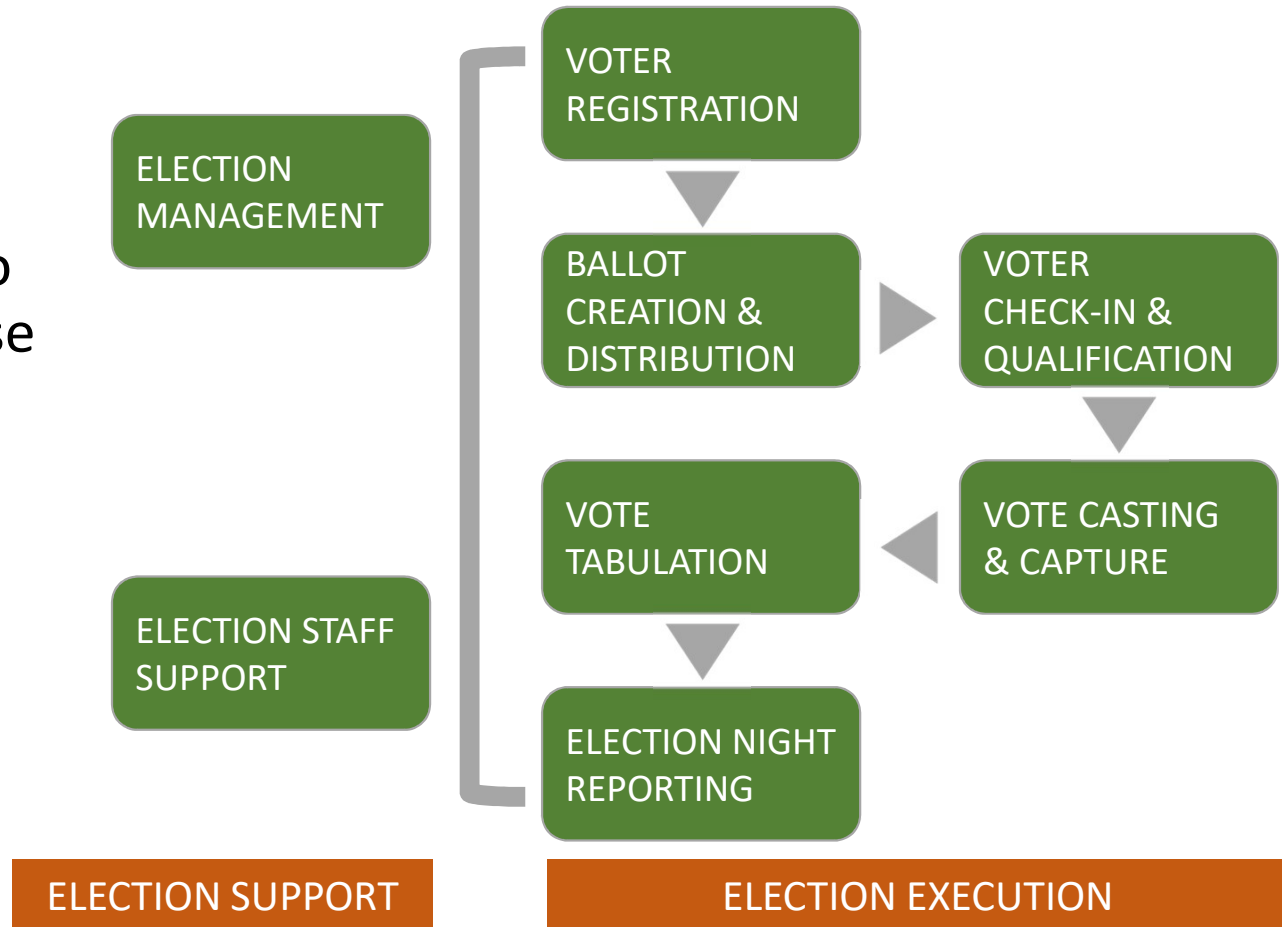 VOTER
REGISTRATION
ELECTION
MANAGEMENT
BALLOT
CREATION &
DISTRIBUTION
VOTER
CHECK-IN &
QUALIFICATION
VOTE
TABULATION
VOTE CASTING
& CAPTURE
ELECTION STAFF
SUPPORT
ELECTION NIGHT
REPORTING
ELECTION SUPPORT
ELECTION EXECUTION